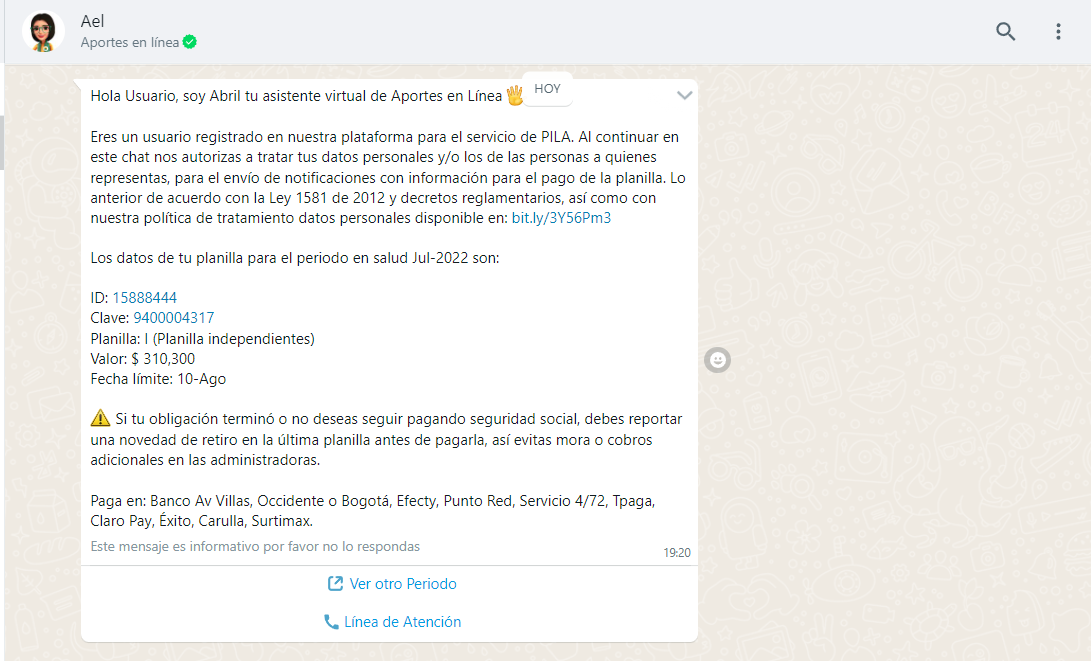 Ael
Aportes en línea
HOY
Hola Usuario, soy Abril tu asistente virtual de Aportes en Línea
Eres un usuario registrado en nuestra plataforma para el servicio de PILA. Al continuar en
este chat nos autorizas a tratar tus datos personales y/o los de las personas a quienes
representas, para el envío de notificaciones con información para el pago de la planilla. Lo
anterior de acuerdo con la Ley 1581 de 2012 y decretos reglamentarios, así como con
nuestra política de tratamiento datos personales disponible en: bit.ly/3Y56Pm3
Los datos de tu planilla para el periodo en salud Jul-2022 son:
ID: 15888444
Clave: 9400004317
Planilla: I (Planilla independientes)
Valor: $ 310,300
Fecha límite: 10-Ago
⚠️ Si tu obligación terminó o no deseas seguir pagando seguridad social, debes reportar
una novedad de retiro en la última planilla antes de pagarla, así evitas mora o cobros
adicionales en las administradoras.
Paga en: Banco Av Villas, Occidente o Bogotá, Efecty, Punto Red, Servicio 4/72, Tpaga,
Claro Pay, Éxito, Carulla, Surtimax.
Este mensaje es informativo por favor no lo respondas
19:20
Ver otro Periodo
Línea de Atención